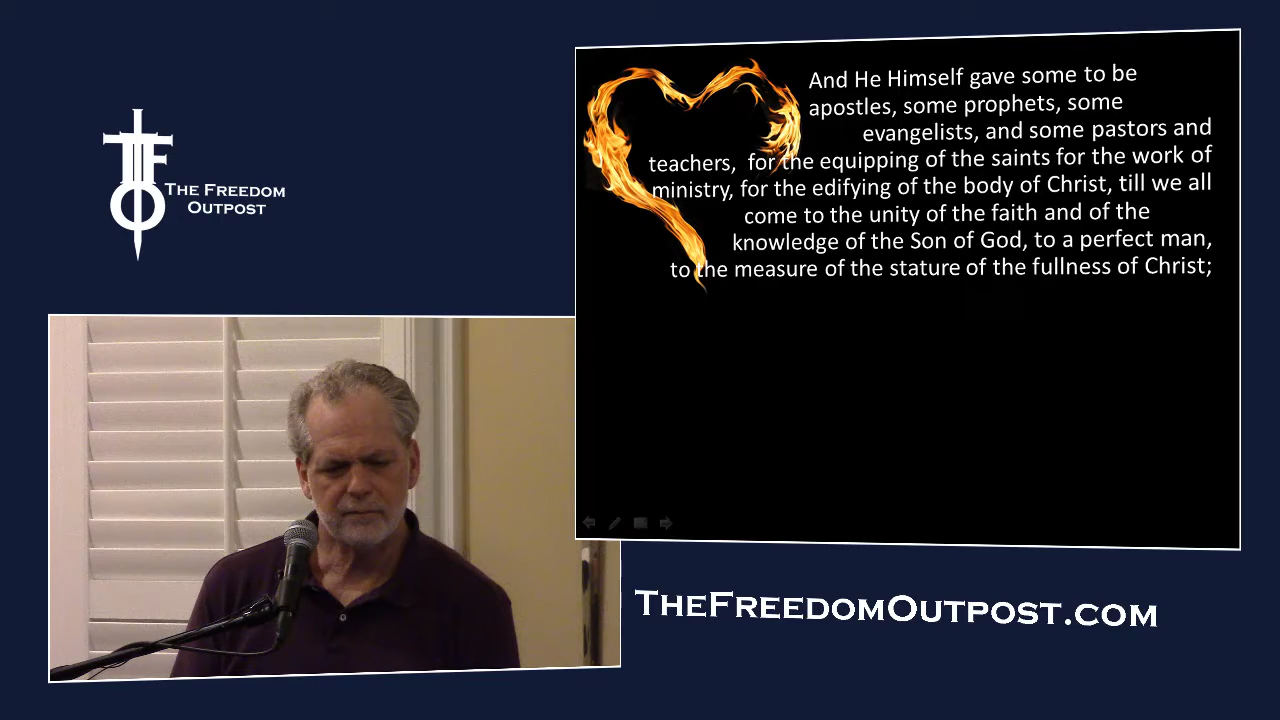 And He Himself gave some to be
apostles, some prophets, some
evangelists, and some pastors and
teachers, for the equipping of the saints for the work of
ministry, for the edifying of the body of Christ, till we all
come to the unity of the faith and of the
knowledge of the Son of God, to a perfect man,
to the measure of the stature of the fullness of Christ;
TFO
The Freedom
Outpost
TheFreedomOutpost.com